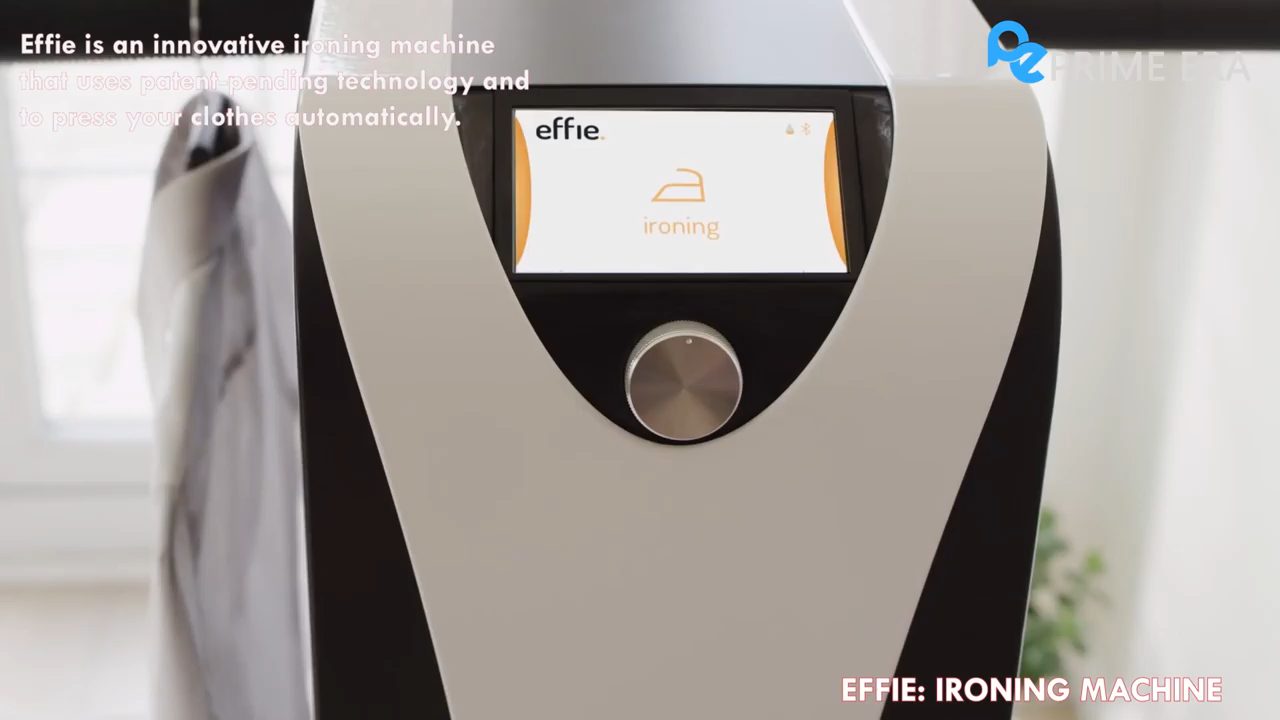 Effie is an innovative ironing machine
that uses patent-pending technology and
to press your clothes automatically.
PRIME ERA
effie.
ironing
EFFIE: IRONING MACHINE